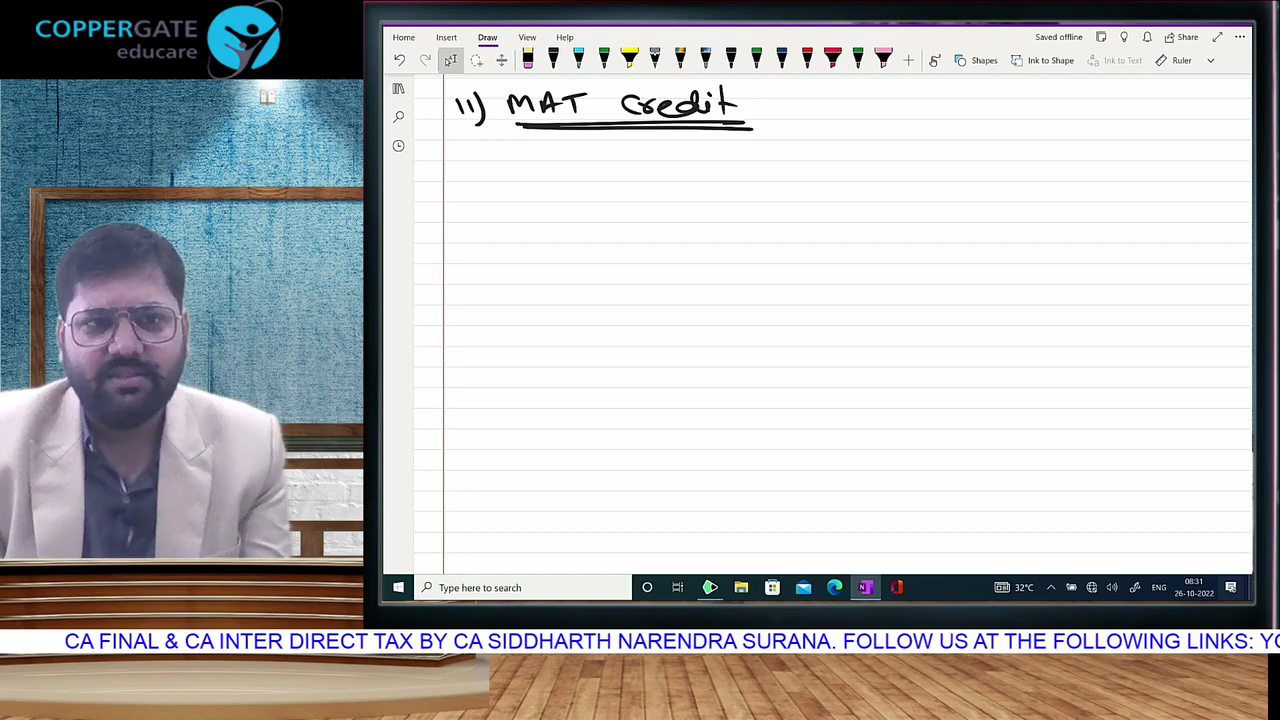 COPPERGATE
educare
Home Insert Draw View Help
Saved offline
Share
Shapes
Ink to Shape
Ink to Text
Ruler
11) MAT Credit
Type here to search
32°C
ENG
08:31
26-10-2022
CA FINAL & CA INTER DIRECT TAX BY CA SIDDHARTH NARENDRA SURANA. FOLLOW US AT THE FOLLOWING LINKS: YO